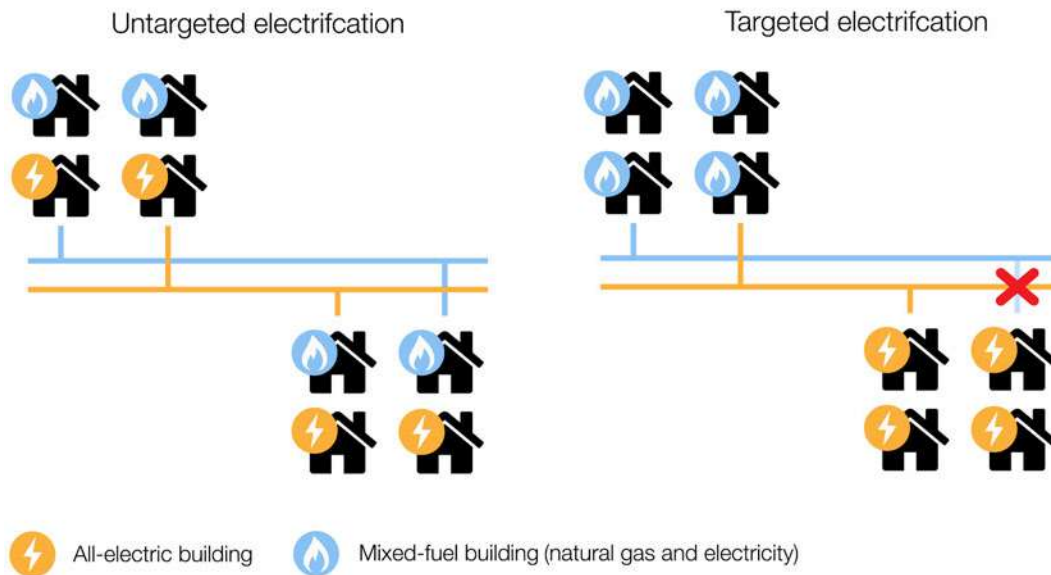 Untargeted electrifcation
Targeted electrifcation
All-electric building
Mixed-fuel building (natural gas and electricity)